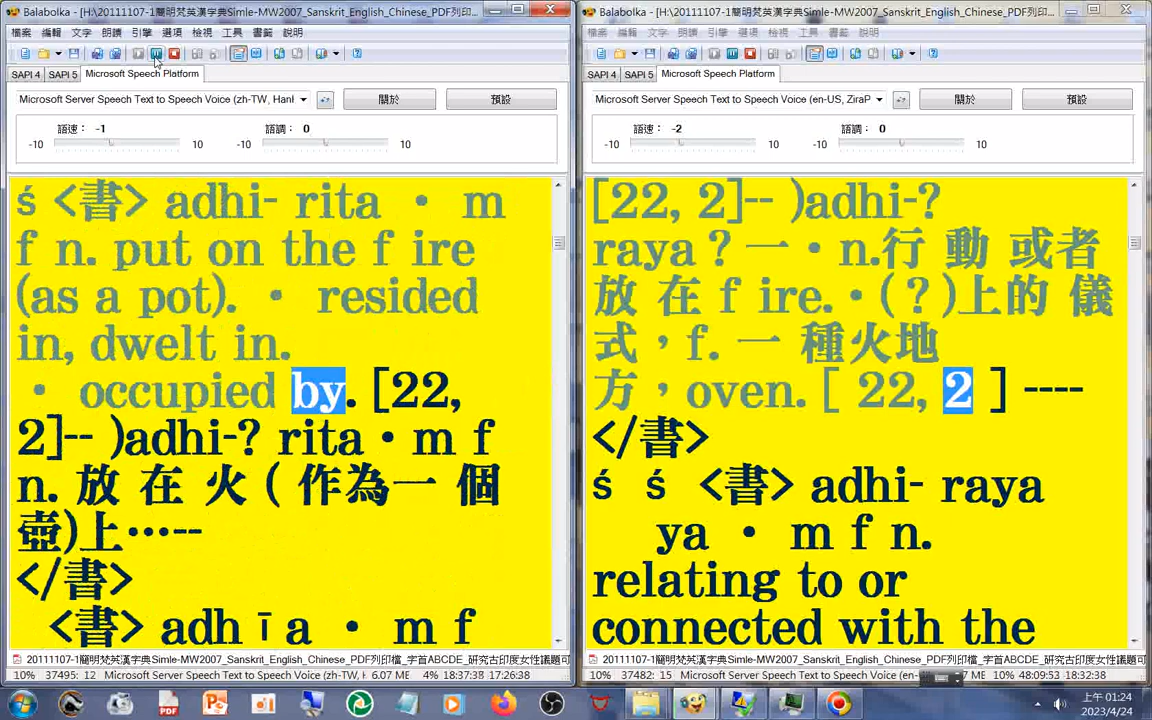 Balabolka - [H:\20111107-1簡明梵英漢字典Simle-MW2007_Sanskrit_English_Chinese_PDF列印...
檔案 編輯 文字 朗讀 引擎 選項 檢視 工具 書籤 說明
SAPI 4 SAPI 5 Microsoft Speech Platform
Microsoft Server Speech Text to Speech Voice (zh-TW, Hanl
關於 預設
語速： -1 語調： 0
-10 10 -10 10
ś <書> adhi- rita • m
f n. put on the f ire
(as a pot). • resided
in, dwelt in.
• occupied by. [22,
2]-- )adhi-? rita • m f
n. 放 在 火 ( 作為一 個
壺)上…--
</書>
<書> adh ī a • m f
20111107-1簡明梵英漢字典Simle-MW2007_Sanskrit_English_Chinese_PDF列印檔_字首ABCDE_研究古印度女性議題可
10% 37495: 12 Microsoft Server Speech Text to Speech Voice (zh-TW, H 6.07 ME 4% 18:37:38 17:26:38
Balabolka - [H:\20111107-1簡明梵英漢字典Simle-MW2007_Sanskrit_English_Chinese_PDF列印...
檔案 編輯 文字 朗讀 引擎 選項 檢視 工具 書籤 說明
SAPI 4 SAPI 5 Microsoft Speech Platform
Microsoft Server Speech Text to Speech Voice (en-US, ZiraP
關於 預設
語速： -2 語調： 0
-10 10 -10 10
[22, 2]-- )adhi-?
raya ? 一 • n.行 動 或者
放 在 f ire. • ( ? )上的 儀
式，f. 一 種火地
方，oven. [ 22, 2 ] ----
</書>
ś ś <書> adhi- raya
ya • m f n.
relating to or
connected with the
20111107-1簡明梵英漢字典Simle-MW2007_Sanskrit_English_Chinese_PDF列印檔_字首ABCDE_研究古印度女性議題可
10% 37482: 15 Microsoft Server Speech Text to Speech Voice (en- ME 10% 48:09:53 18:32:38
PDF
上午 01:24
2023/4/24